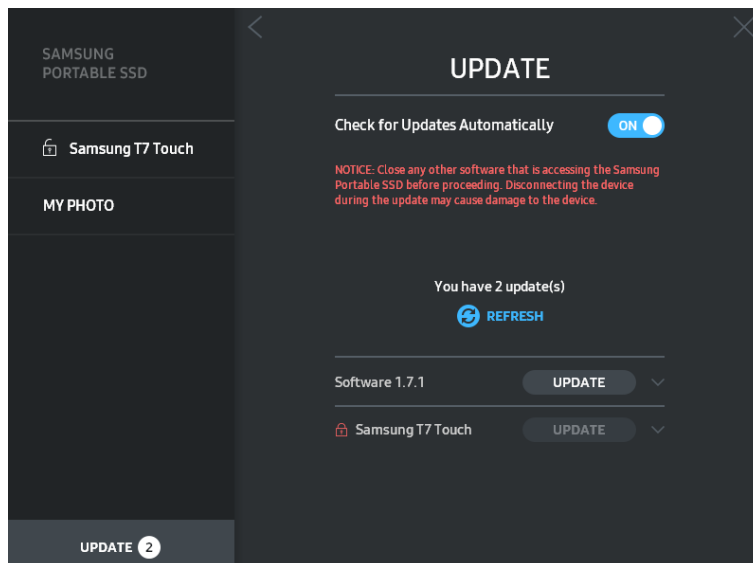 SAMSUNG
PORTABLE SSD
Samsung T7 Touch
MY PHOTO
UPDATE 2
UPDATE
Check for Updates Automatically
ON
NOTICE: Close any other software that is accessing the Samsung
Portable SSD before proceeding. Disconnecting the device
during the update may cause damage to the device.
You have 2 update(s)
REFRESH
Software 1.7.1
UPDATE
Samsung T7 Touch
UPDATE